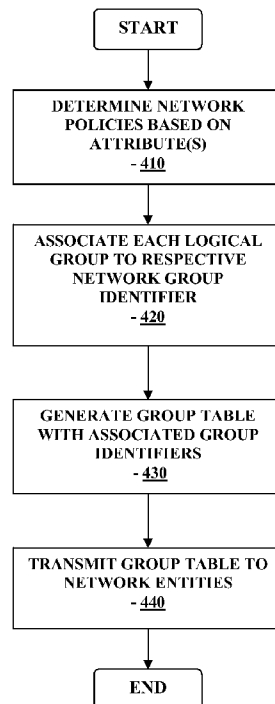 START
DETERMINE NETWORK
POLICIES BASED ON
ATTRIBUTE(S)
- 410
ASSOCIATE EACH LOGICAL
GROUP TO RESPECTIVE
NETWORK GROUP
IDENTIFIER
- 420
GENERATE GROUP TABLE
WITH ASSOCIATED GROUP
IDENTIFIERS
- 430
TRANSMIT GROUP TABLE TO
NETWORK ENTITIES
- 440
END